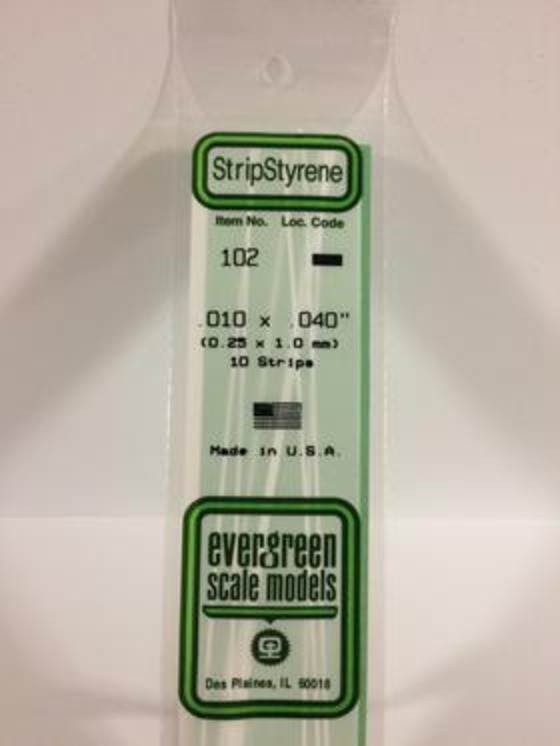 StripStyrene
Item No. Loc. Code
102
.010 x .040"
(0.25 x 1.0 mm)
10 Strips
Made in U.S.A.
evergreen
scale models
Des Plaines, IL 60018